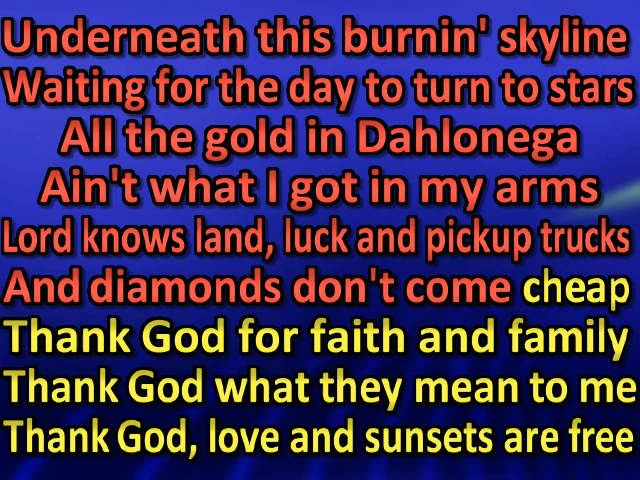 Underneath this burnin' skyline
Waiting for the day to turn to stars
All the gold in Dahlonega
Ain't what I got in my arms
Lord knows land, luck and pickup trucks
And diamonds don't come cheap
Thank God for faith and family
Thank God what they mean to me
Thank God, love and sunsets are free